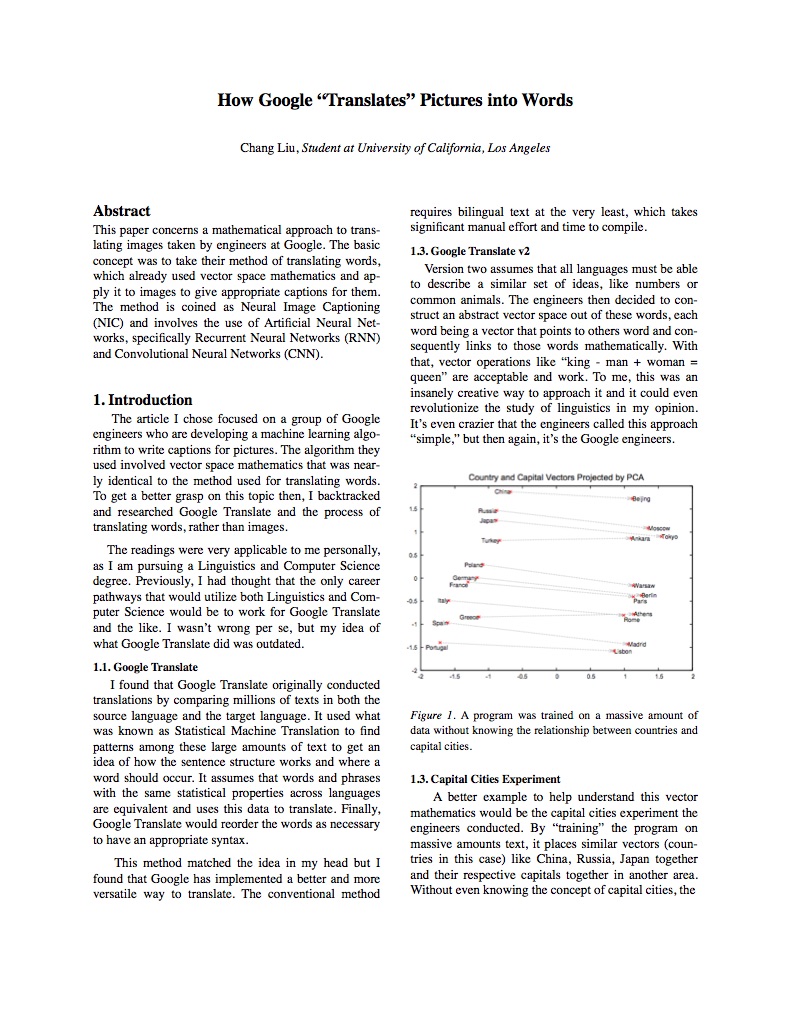 How Google “Translates” Pictures into Words
Chang Liu, Student at University of California, Los Angeles
Abstract
This paper concerns a mathematical approach to trans-
lating images taken by engineers at Google. The basic
concept was to take their method of translating words,
which already used vector space mathematics and ap-
ply it to images to give appropriate captions for them.
The method is coined as Neural Image Captioning
(NIC) and involves the use of Artificial Neural Net-
works, specifically Recurrent Neural Networks (RNN)
and Convolutional Neural Networks (CNN).
1. Introduction
The article I chose focused on a group of Google
engineers who are developing a machine learning algo-
rithm to write captions for pictures. The algorithm they
used involved vector space mathematics that was near-
ly identical to the method used for translating words.
To get a better grasp on this topic then, I backtracked
and researched Google Translate and the process of
translating words, rather than images.
The readings were very applicable to me personally,
as I am pursuing a Linguistics and Computer Science
degree. Previously, I had thought that the only career
pathways that would utilize both Linguistics and Com-
puter Science would be to work for Google Translate
and the like. I wasn’t wrong per se, but my idea of
what Google Translate did was outdated.
1.1. Google Translate
I found that Google Translate originally conducted
translations by comparing millions of texts in both the
source language and the target language. It used what
was known as Statistical Machine Translation to find
patterns among these large amounts of text to get an
idea of how the sentence structure works and where a
word should occur. It assumes that words and phrases
with the same statistical properties across languages
are equivalent and uses this data to translate. Finally,
Google Translate would reorder the words as necessary
to have an appropriate syntax.
This method matched the idea in my head but I
found that Google has implemented a better and more
versatile way to translate. The conventional method
requires bilingual text at the very least, which takes
significant manual effort and time to compile.
1.3. Google Translate v2
Version two assumes that all languages must be able
to describe a similar set of ideas, like numbers or
common animals. The engineers then decided to con-
struct an abstract vector space out of these words, each
word being a vector that points to others word and con-
sequently links to those words mathematically. With
that, vector operations like “king - man + woman =
queen” are acceptable and work. To me, this was an
insanely creative way to approach it and it could even
revolutionize the study of linguistics in my opinion.
It’s even crazier that the engineers called this approach
“simple,” but then again, it’s the Google engineers.
Country and Capital Vectors Projected by PCA
2
China
Beijing
1.5
Russia
Japan
Moscow
1
Turkey
Ankara
Tokyo
0.5
Poland
0
Germany
France
Warsaw
Berlin
-0.5
Italy
Paris
Greece
Athens
Rome
-1
Spain
Madrid
-1.5
Portugal
Lisbon
-2
-2 -1.5 -1 -0.5 0 0.5 1 1.5 2
Figure 1. A program was trained on a massive amount of
data without knowing the relationship between countries and
capital cities.
1.3. Capital Cities Experiment
A better example to help understand this vector
mathematics would be the capital cities experiment the
engineers conducted. By “training” the program on
massive amounts text, it places similar vectors (coun-
tries in this case) like China, Russia, Japan together
and their respective capitals together in another area.
Without even knowing the concept of capital cities, the